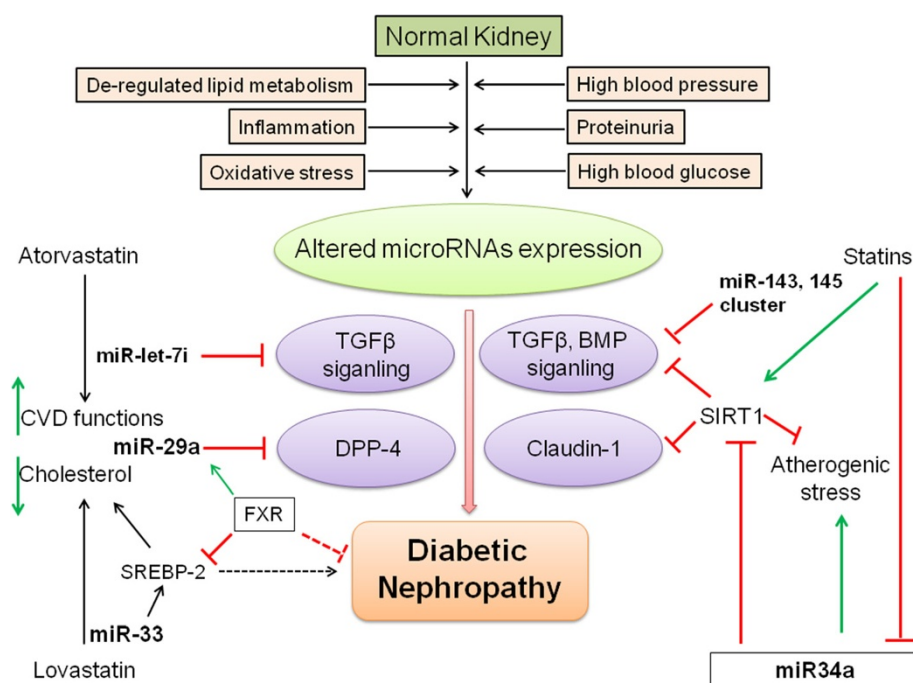 Normal Kidney
De-regulated lipid metabolism
High blood pressure
Inflammation
Proteinuria
Oxidative stress
High blood glucose
Altered microRNAs expression
Atorvastatin
Statins
miR-143, 145
cluster
miR-let-7i
TGFβ
siganling
TGFβ, BMP
siganling
CVD functions
SIRT1
miR-29a
DPP-4
Claudin-1
Cholesterol
Atherogenic
stress
FXR
SREBP-2
Diabetic
Nephropathy
miR-33
Lovastatin
miR34a